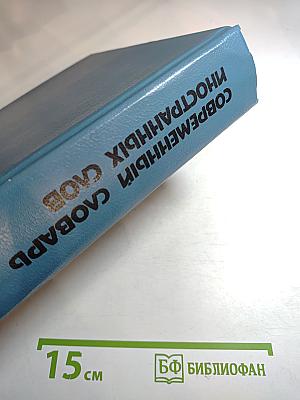 СОВРЕМЕННЫЙ СЛОВАРЬ
ИНОСТРАННЫХ СЛОВ
15 см
БФ БИБЛИОФАН